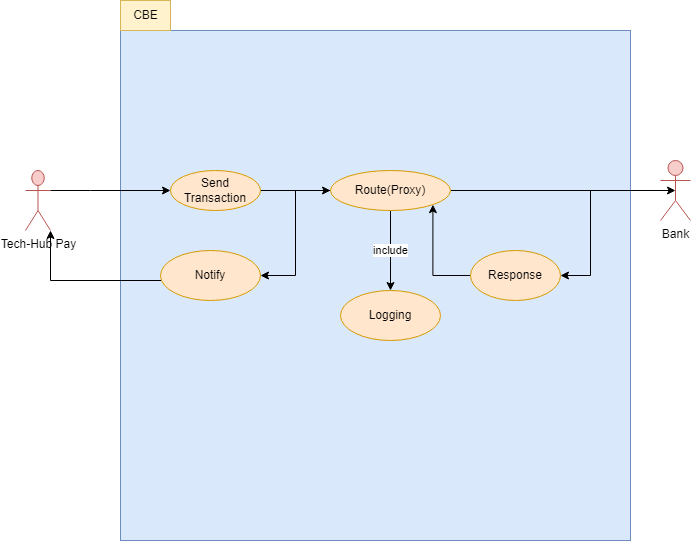 CBE
Send
Transaction
Route(Proxy)
Tech-Hub Pay
Bank
include
Notify
Response
Logging